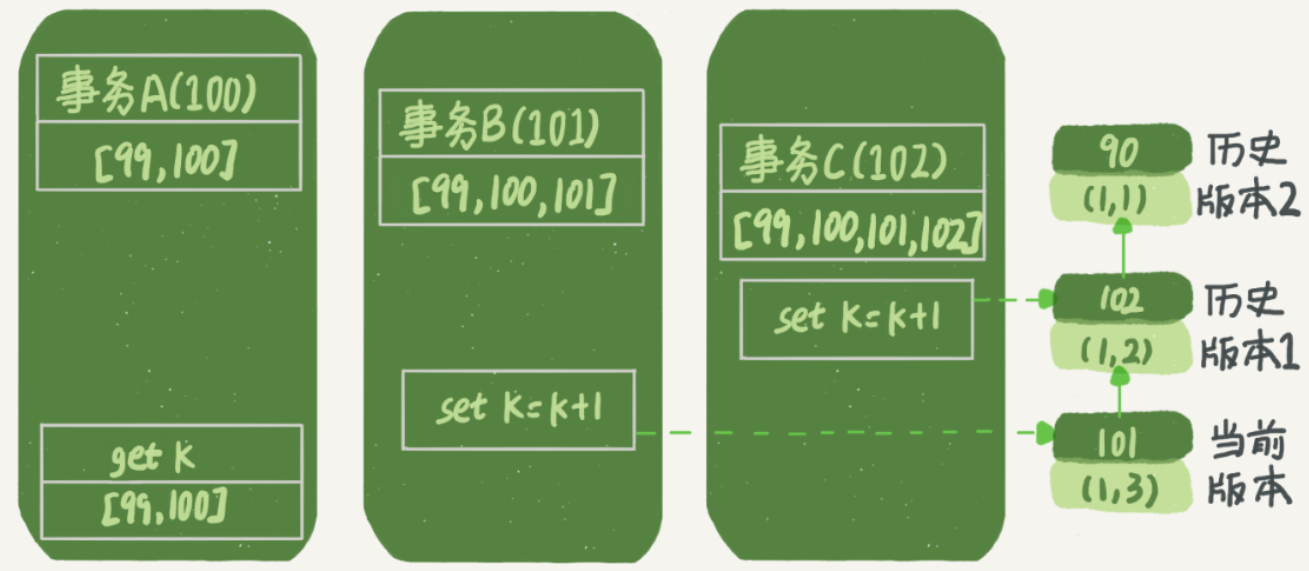 事务A(100)
[99,100]
get k
[99,100]
事务B(101)
[99,100,101]
set k=k+1
事务C(102)
[99,100,101,102]
set k=k+1
90
(1,1)
历史
版本2
102
(1,2)
历史
版本1
101
(1,3)
当前
版本